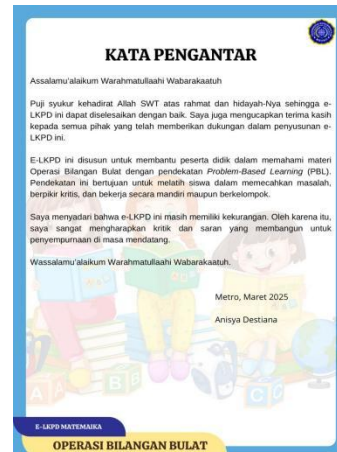 KATA PENGANTAR
Assalamu'alaikum Warahmatullaahi Wabarakaatuh
Puji syukur kehadirat Allah SWT atas rahmat dan hidayah-Nya sehingga e-
LKPD ini dapat diselesaikan dengan baik. Saya juga mengucapkan terima kasih
kepada semua pihak yang telah memberikan dukungan dalam penyusunan e-
LKPD ini.
E-LKPD ini disusun untuk membantu peserta didik dalam memahami materi
Operasi Bilangan Bulat dengan pendekatan Problem-Based Learning (PBL).
Pendekatan ini bertujuan untuk melatih siswa dalam memecahkan masalah,
berpikir kritis, dan bekerja secara mandiri maupun berkelompok.
Saya menyadari bahwa e-LKPD ini masih memiliki kekurangan. Oleh karena itu,
saya sangat mengharapkan kritik dan saran yang membangun untuk
penyempurnaan di masa mendatang.
Wassalamu'alaikum Warahmatullaahi Wabarakaatuh.
Metro, Maret 2025
Anisya Destiana
A B
E-LKPD MATEMAIKA
OPERASI BILANGAN BULAT